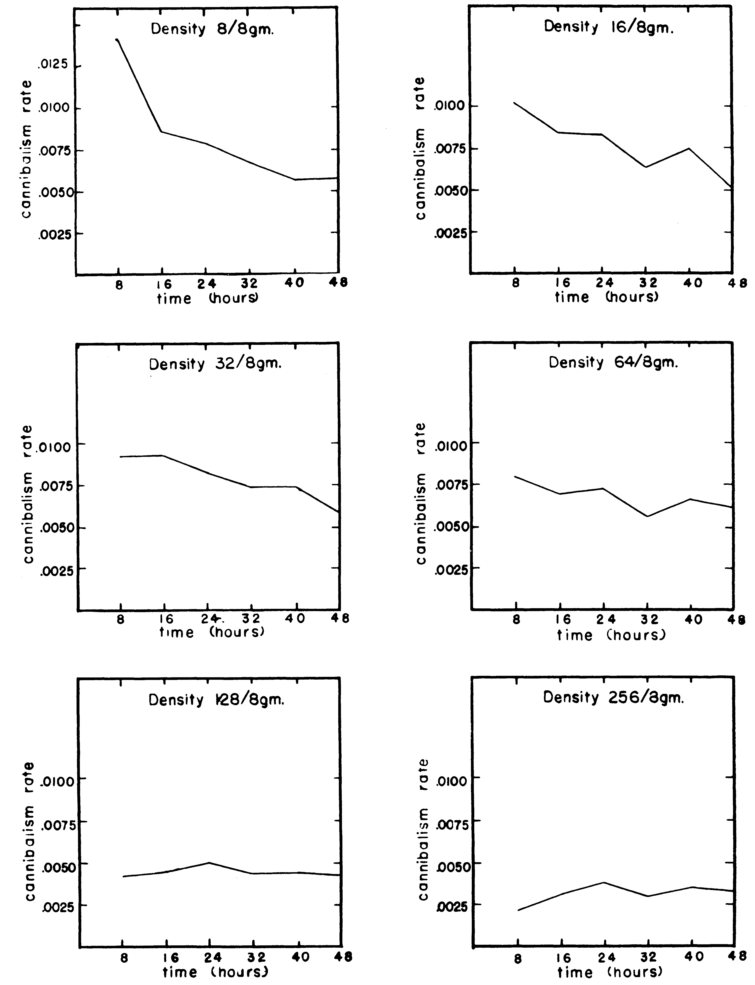 Density 8/8gm.
cannibalism rate
.0125
.0100
.0075
.0050
.0025
8 16 24 32 40 48
time (hours)
Density 16/8gm.
cannibalism rate
.0100
.0075
.0050
.0025
8 16 24 32 40 48
time (hours)
Density 32/8gm.
cannibalism rate
.0100
.0075
.0050
.0025
8 16 24 32 40 48
time (hours)
Density 64/8gm.
cannibalism rate
.0100
.0075
.0050
.0025
8 16 24 32 40 48
time (hours)
Density 128/8gm.
cannibalism rate
.0100
.0075
.0050
.0025
8 16 24 32 40 48
time (hours)
Density 256/8gm.
cannibalism rate
.0100
.0075
.0050
.0025
8 16 24 32 40 48
time (hours)